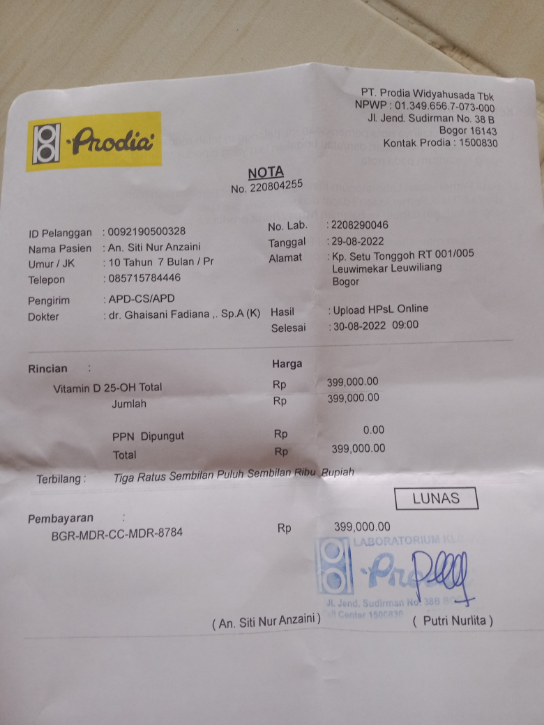 Prodia
PT. Prodia Widyahusada Tbk
NPWP : 01.349.656.7-073-000
Jl. Jend. Sudirman No. 38 B
Bogor 16143
Kontak Prodia : 1500830
NOTA
No. 220804255
ID Pelanggan : 0092190500328
Nama Pasien : An. Siti Nur Anzaini
Umur / JK : 10 Tahun 7 Bulan / Pr
Telepon : 085715784446
Pengirim : APD-CS/APD
Dokter : dr. Ghaisani Fadiana ,. Sp.A (K)
No. Lab. : 2208290046
Tanggal : 29-08-2022
Alamat : Kp. Setu Tonggoh RT 001/005
Leuwimekar Leuwiliang
Bogor
Hasil : Upload HPsL Online
Selesai : 30-08-2022 09:00
Rincian : Harga
Vitamin D 25-OH Total Rp 399,000.00
Jumlah Rp 399,000.00
PPN Dipungut Rp 0.00
Total Rp 399,000.00
Terbilang : Tiga Ratus Sembilan Puluh Sembilan Ribu Rupiah
LUNAS
Pembayaran :
BGR-MDR-CC-MDR-8784 Rp 399,000.00
LABORATORIUM
Prodia
Jl. Jend. Sudirman No. 38B
Call Center 1500830
( An. Siti Nur Anzaini ) ( Putri Nurlita )